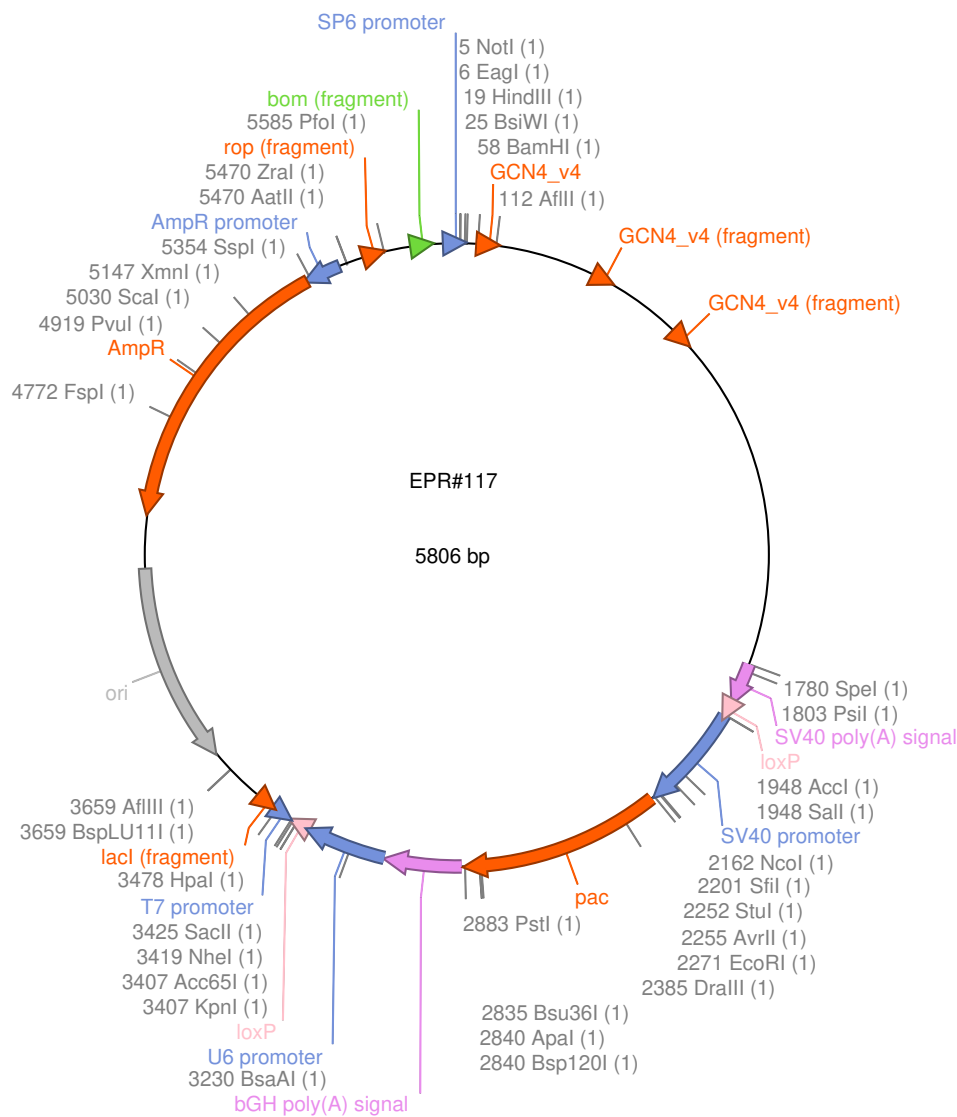 SP6 promoter
5 NotI (1)
6 EagI (1)
bom (fragment)
19 HindIII (1)
5585 PfoI (1)
25 BsiWI (1)
rop (fragment)
58 BamHI (1)
5470 ZraI (1)
GCN4_v4
5470 AatII (1)
112 AflII (1)
AmpR promoter
GCN4_v4 (fragment)
5354 SspI (1)
5147 XmnI (1)
5030 ScaI (1)
GCN4_v4 (fragment)
4919 PvuI (1)
AmpR
4772 FspI (1)
EPR#117
5806 bp
ori
1780 SpeI (1)
1803 PsiI (1)
SV40 poly(A) signal
loxP
1948 AccI (1)
1948 SalI (1)
3659 AflIII (1)
3659 BspLU11I (1)
SV40 promoter
lacI (fragment)
2162 NcoI (1)
3478 HpaI (1)
2201 SfiI (1)
T7 promoter
pac
2252 StuI (1)
2883 PstI (1)
3425 SacII (1)
2255 AvrII (1)
3419 NheI (1)
2271 EcoRI (1)
3407 Acc65I (1)
2385 DraIII (1)
3407 KpnI (1)
2835 Bsu36I (1)
loxP
2840 ApaI (1)
U6 promoter
2840 Bsp120I (1)
3230 BsaAI (1)
bGH poly(A) signal